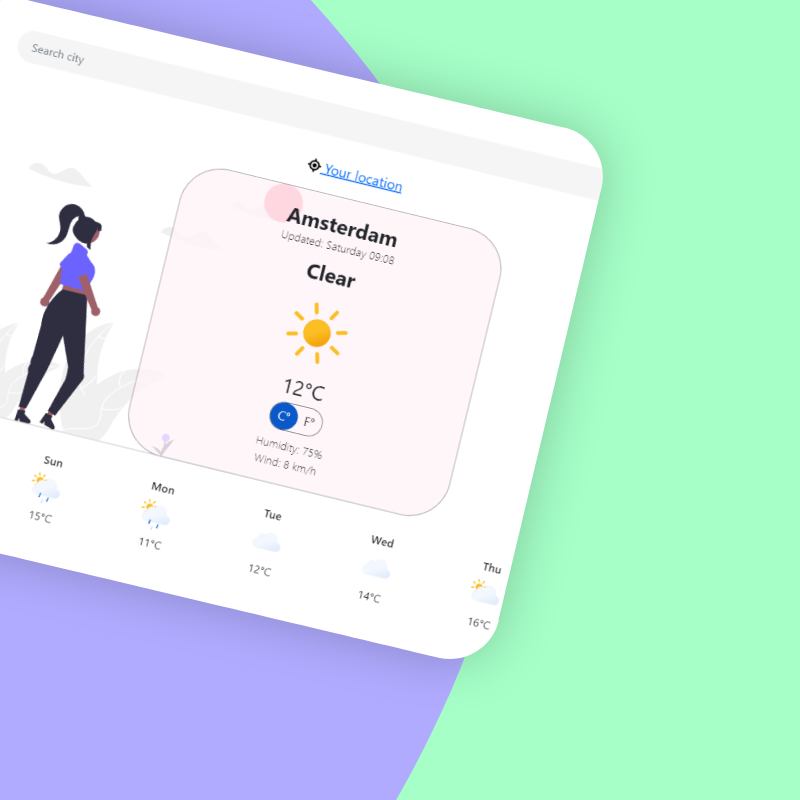 Search city
Your location
Amsterdam
Updated: Saturday 09:08
Clear
12°C
C° F°
Humidity: 75%
Wind: 8 km/h
Sun Mon Tue Wed Thu
15°C 11°C 12°C 14°C 16°C